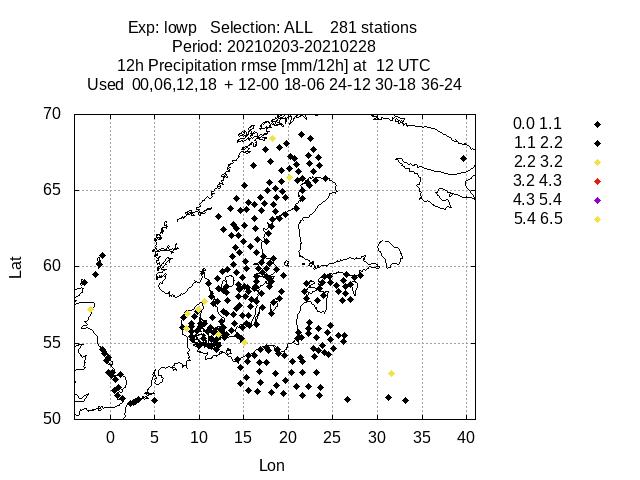 Exp: lowp Selection: ALL 281 stations
Period: 20210203-20210228
12h Precipitation rmse [mm/12h] at 12 UTC
Used 00,06,12,18 + 12-00 18-06 24-12 30-18 36-24
70
65
60
55
50
Lat
0 5 10 15 20 25 30 35 40
Lon
0.0 1.1
1.1 2.2
2.2 3.2
3.2 4.3
4.3 5.4
5.4 6.5